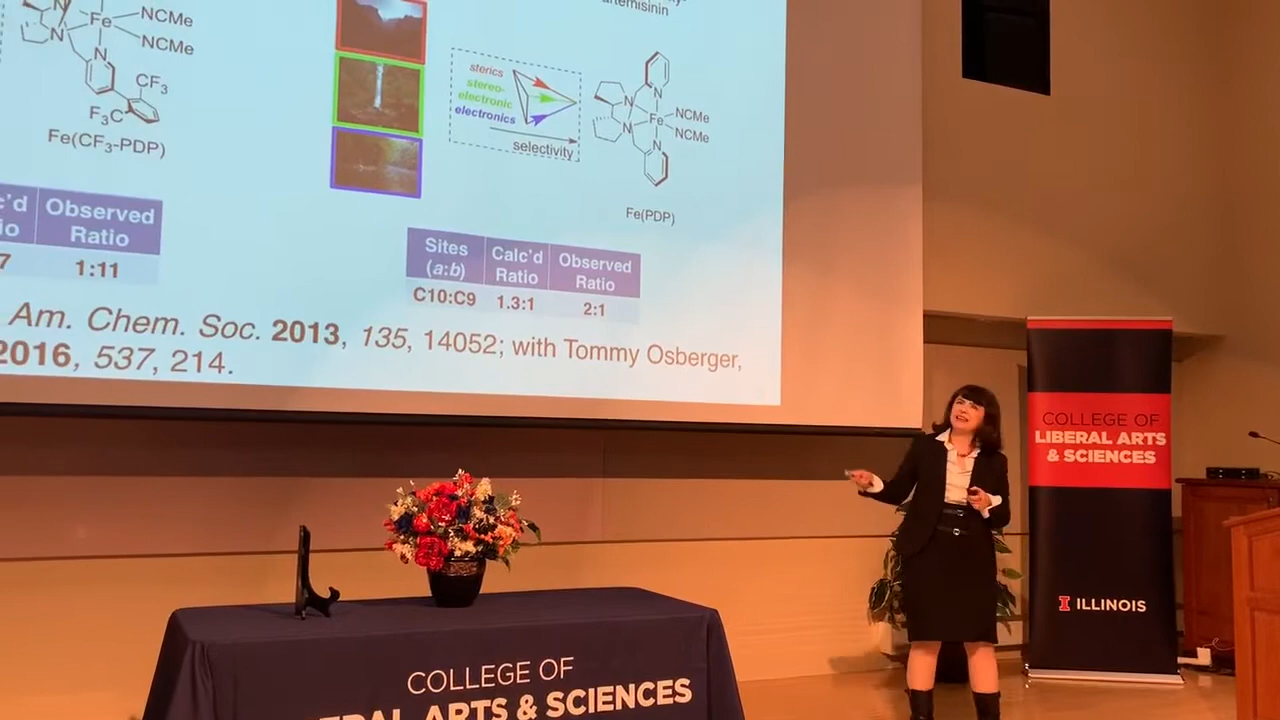 artemisinin
Fe
NCMe
NCMe
N
N
CF3
F3C
Fe(CF3-PDP)
sterics
stereo-
electronic
electronics
selectivity
N
N
N
N
Fe
NCMe
NCMe
Fe(PDP)
c'd
io
Observed
Ratio
7
1:11
Sites
(a:b)
Calc'd
Ratio
Observed
Ratio
C10:C9
1.3:1
2:1
Am. Chem. Soc. 2013, 135, 14052; with Tommy Osberger,
2016, 537, 214.
COLLEGE OF
LIBERAL ARTS
& SCIENCES
I ILLINOIS
COLLEGE OF
LIBERAL ARTS & SCIENCES